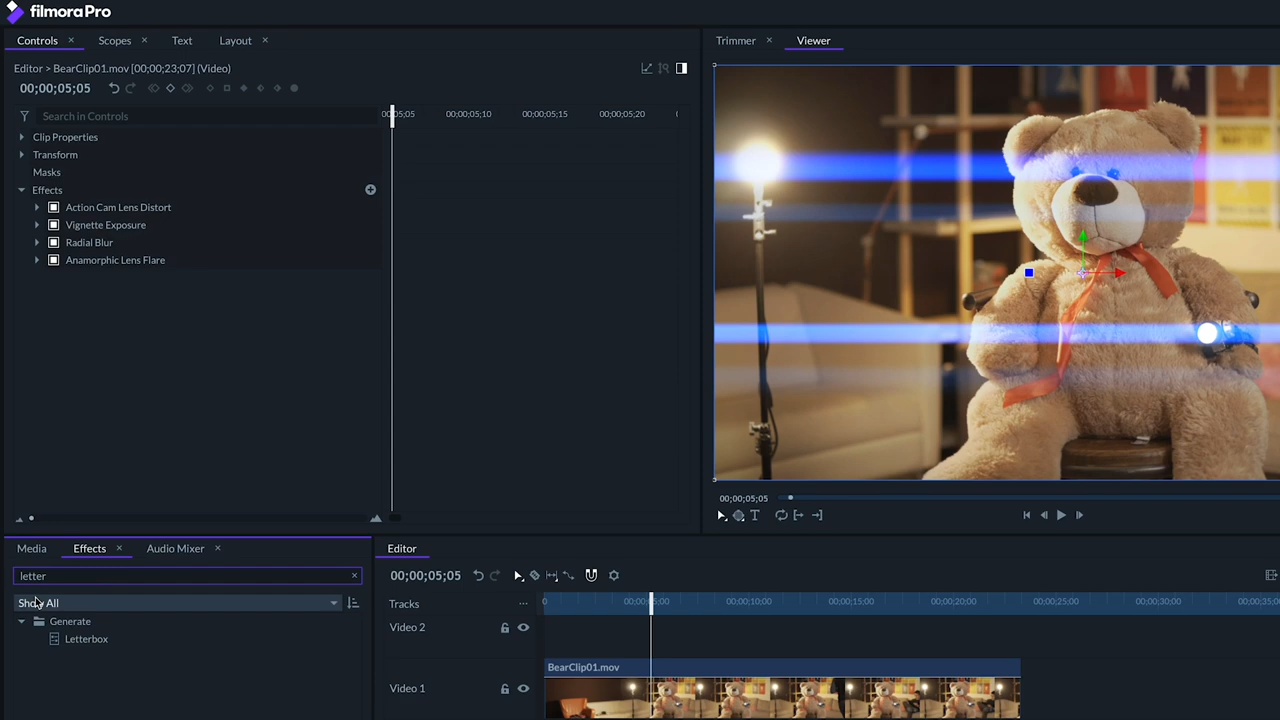 filmoraPro
Controls × Scopes × Text Layout ×
Trimmer × Viewer
Editor > BearClip01.mov [00;00;23;07] (Video)
00;00;05;05
Search in Controls
00;00;05;10 00;00;05;15 00;00;05;20
Clip Properties
Transform
Masks
Effects
Action Cam Lens Distort
Vignette Exposure
Radial Blur
Anamorphic Lens Flare
00;00;05;05
Media Effects × Audio Mixer ×
Editor
letter ×
00;00;05;05
Show All
Generate
Letterbox
Tracks
0 00;00;10;00 00;00;15;00 00;00;20;00 00;00;25;00 00;00;30;00
Video 2
BearClip01.mov
Video 1